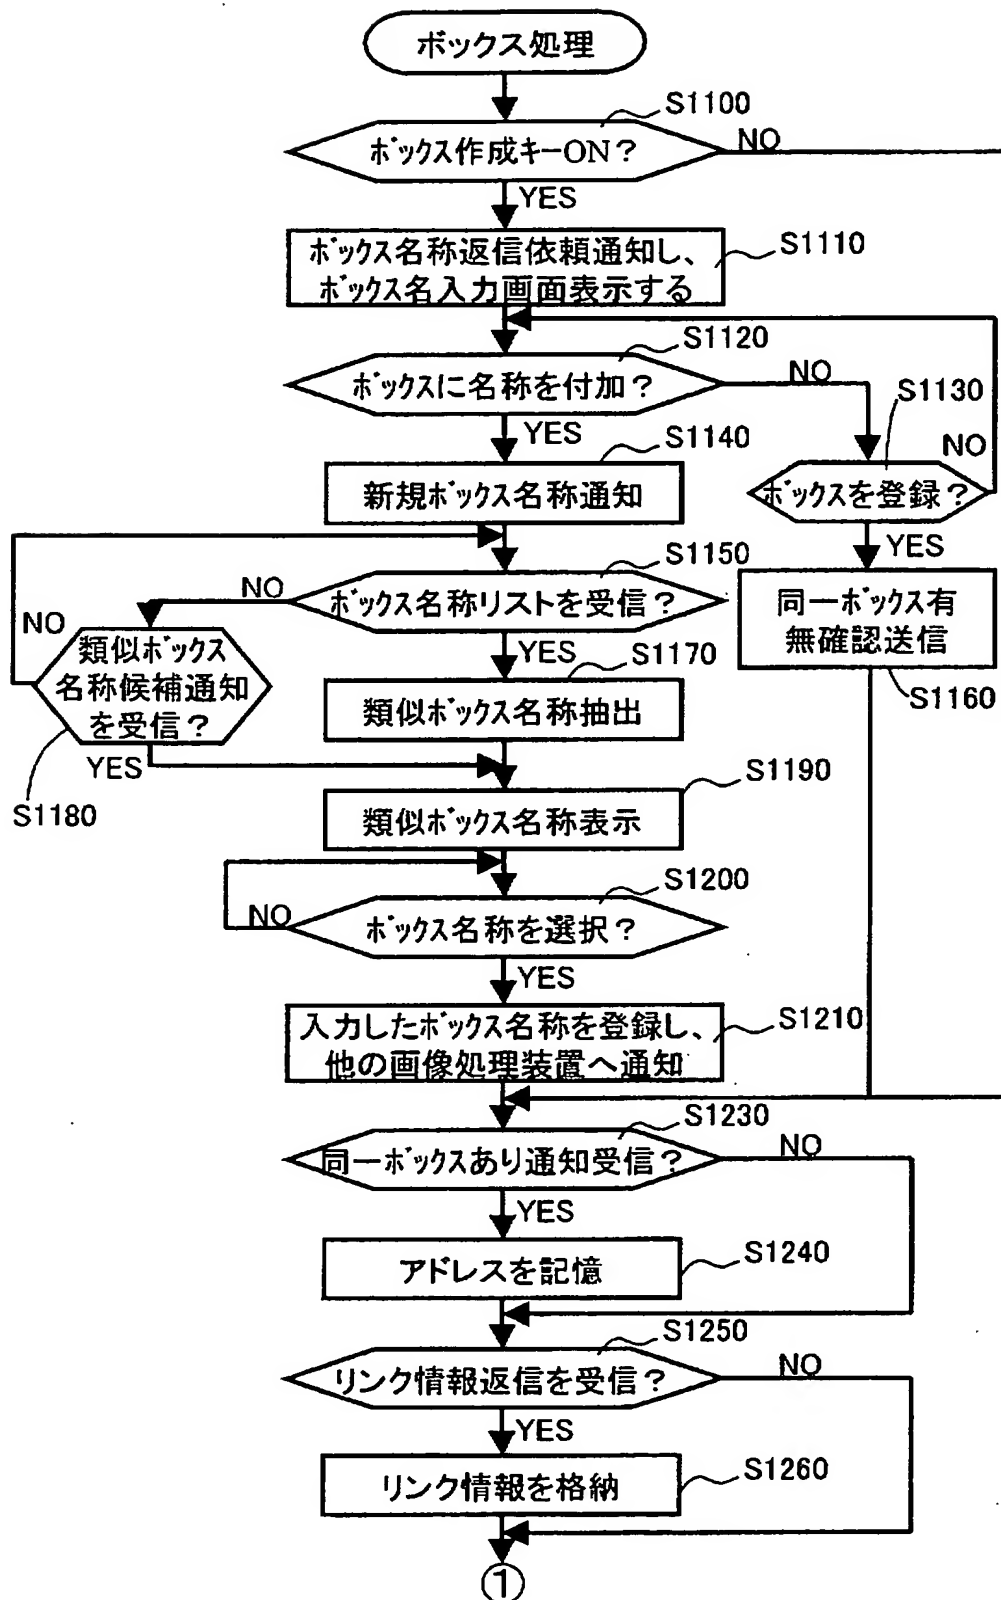 ボックス処理
S1100
ボックス作成キーON?
NO
YES
ボックス名称返信依頼通知し、
ボックス名入力画面表示する
S1110
S1120
ボックスに名称を付加?
NO
S1130
YES
S1140
NO
新規ボックス名称通知
ボックスを登録?
S1150
YES
NO
ボックス名称リストを受信?
同一ボックス有
無確認送信
NO
類似ボックス
名称候補通知
を受信?
YES
S1170
S1160
類似ボックス名称抽出
YES
S1180
S1190
類似ボックス名称表示
S1200
NO
ボックス名称を選択?
YES
入力したボックス名称を登録し、
他の画像処理装置へ通知
S1210
S1230
同一ボックスあり通知受信?
NO
YES
アドレスを記憶
S1240
S1250
リンク情報返信を受信?
NO
YES
リンク情報を格納
S1260
①